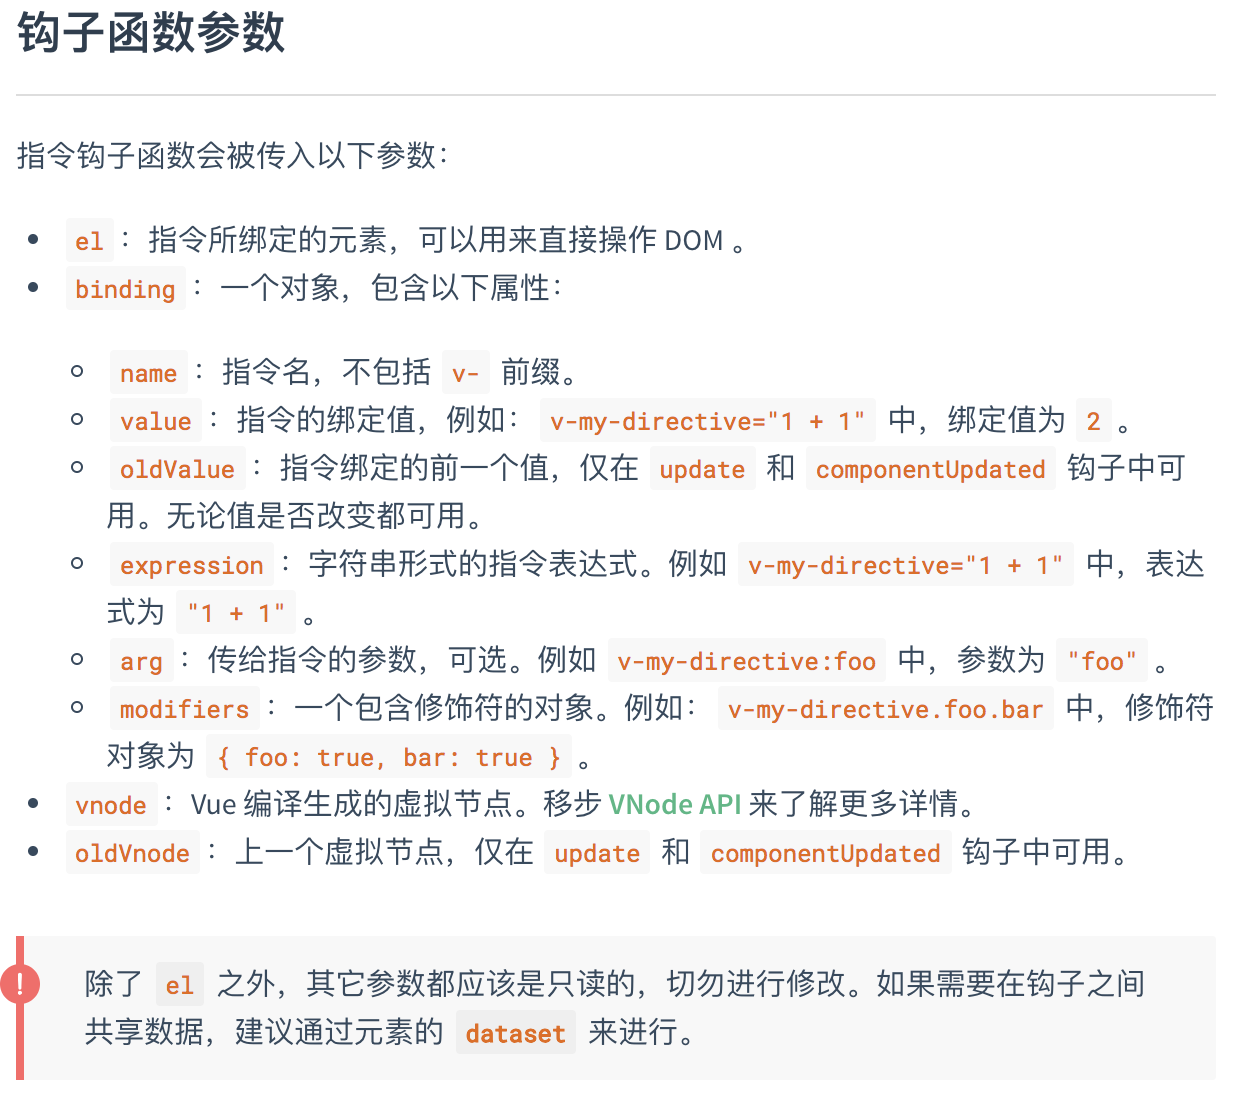 钩子函数参数
指令钩子函数会被传入以下参数：
el： 指令所绑定的元素，可以用来直接操作 DOM 。
binding： 一个对象，包含以下属性：
name： 指令名，不包括 v- 前缀。
value： 指令的绑定值，例如： v-my-directive="1 + 1" 中，绑定值为 2 。
oldValue： 指令绑定的前一个值，仅在 update 和 componentUpdated 钩子中可
用。无论值是否改变都可用。
expression： 字符串形式的指令表达式。例如 v-my-directive="1 + 1" 中，表达
式为 "1 + 1" 。
arg： 传给指令的参数，可选。例如 v-my-directive:foo 中，参数为 "foo" 。
modifiers： 一个包含修饰符的对象。例如： v-my-directive.foo.bar 中，修饰符
对象为 { foo: true, bar: true } 。
vnode： Vue 编译生成的虚拟节点。移步 VNode API 来了解更多详情。
oldVnode： 上一个虚拟节点，仅在 update 和 componentUpdated 钩子中可用。
除了 el 之外，其它参数都应该是只读的，切勿进行修改。如果需要在钩子之间
共享数据，建议通过元素的 dataset 来进行。